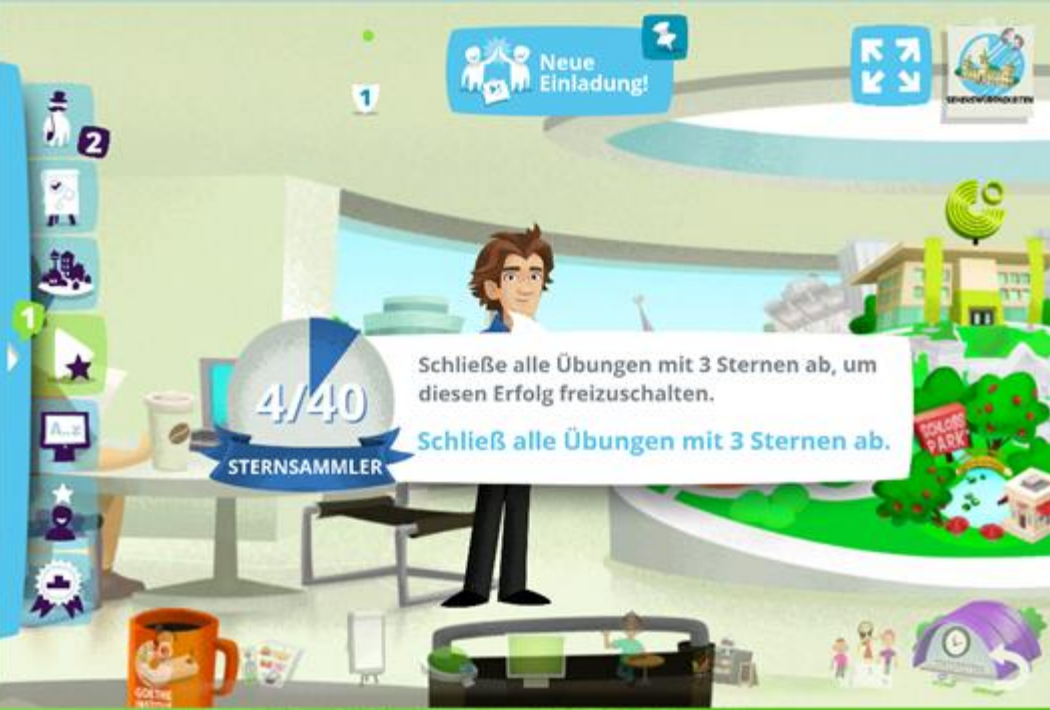 Neue
Einladung!
1
SEHENSWÜRDIGKEITEN
2
1
Schließe alle Übungen mit 3 Sternen ab, um
diesen Erfolg freizuschalten.
4/40
Schließ alle Übungen mit 3 Sternen ab.
STERNSAMMLER
A..z
SCHLOSS
PARK
GOETHE
INSTITUT